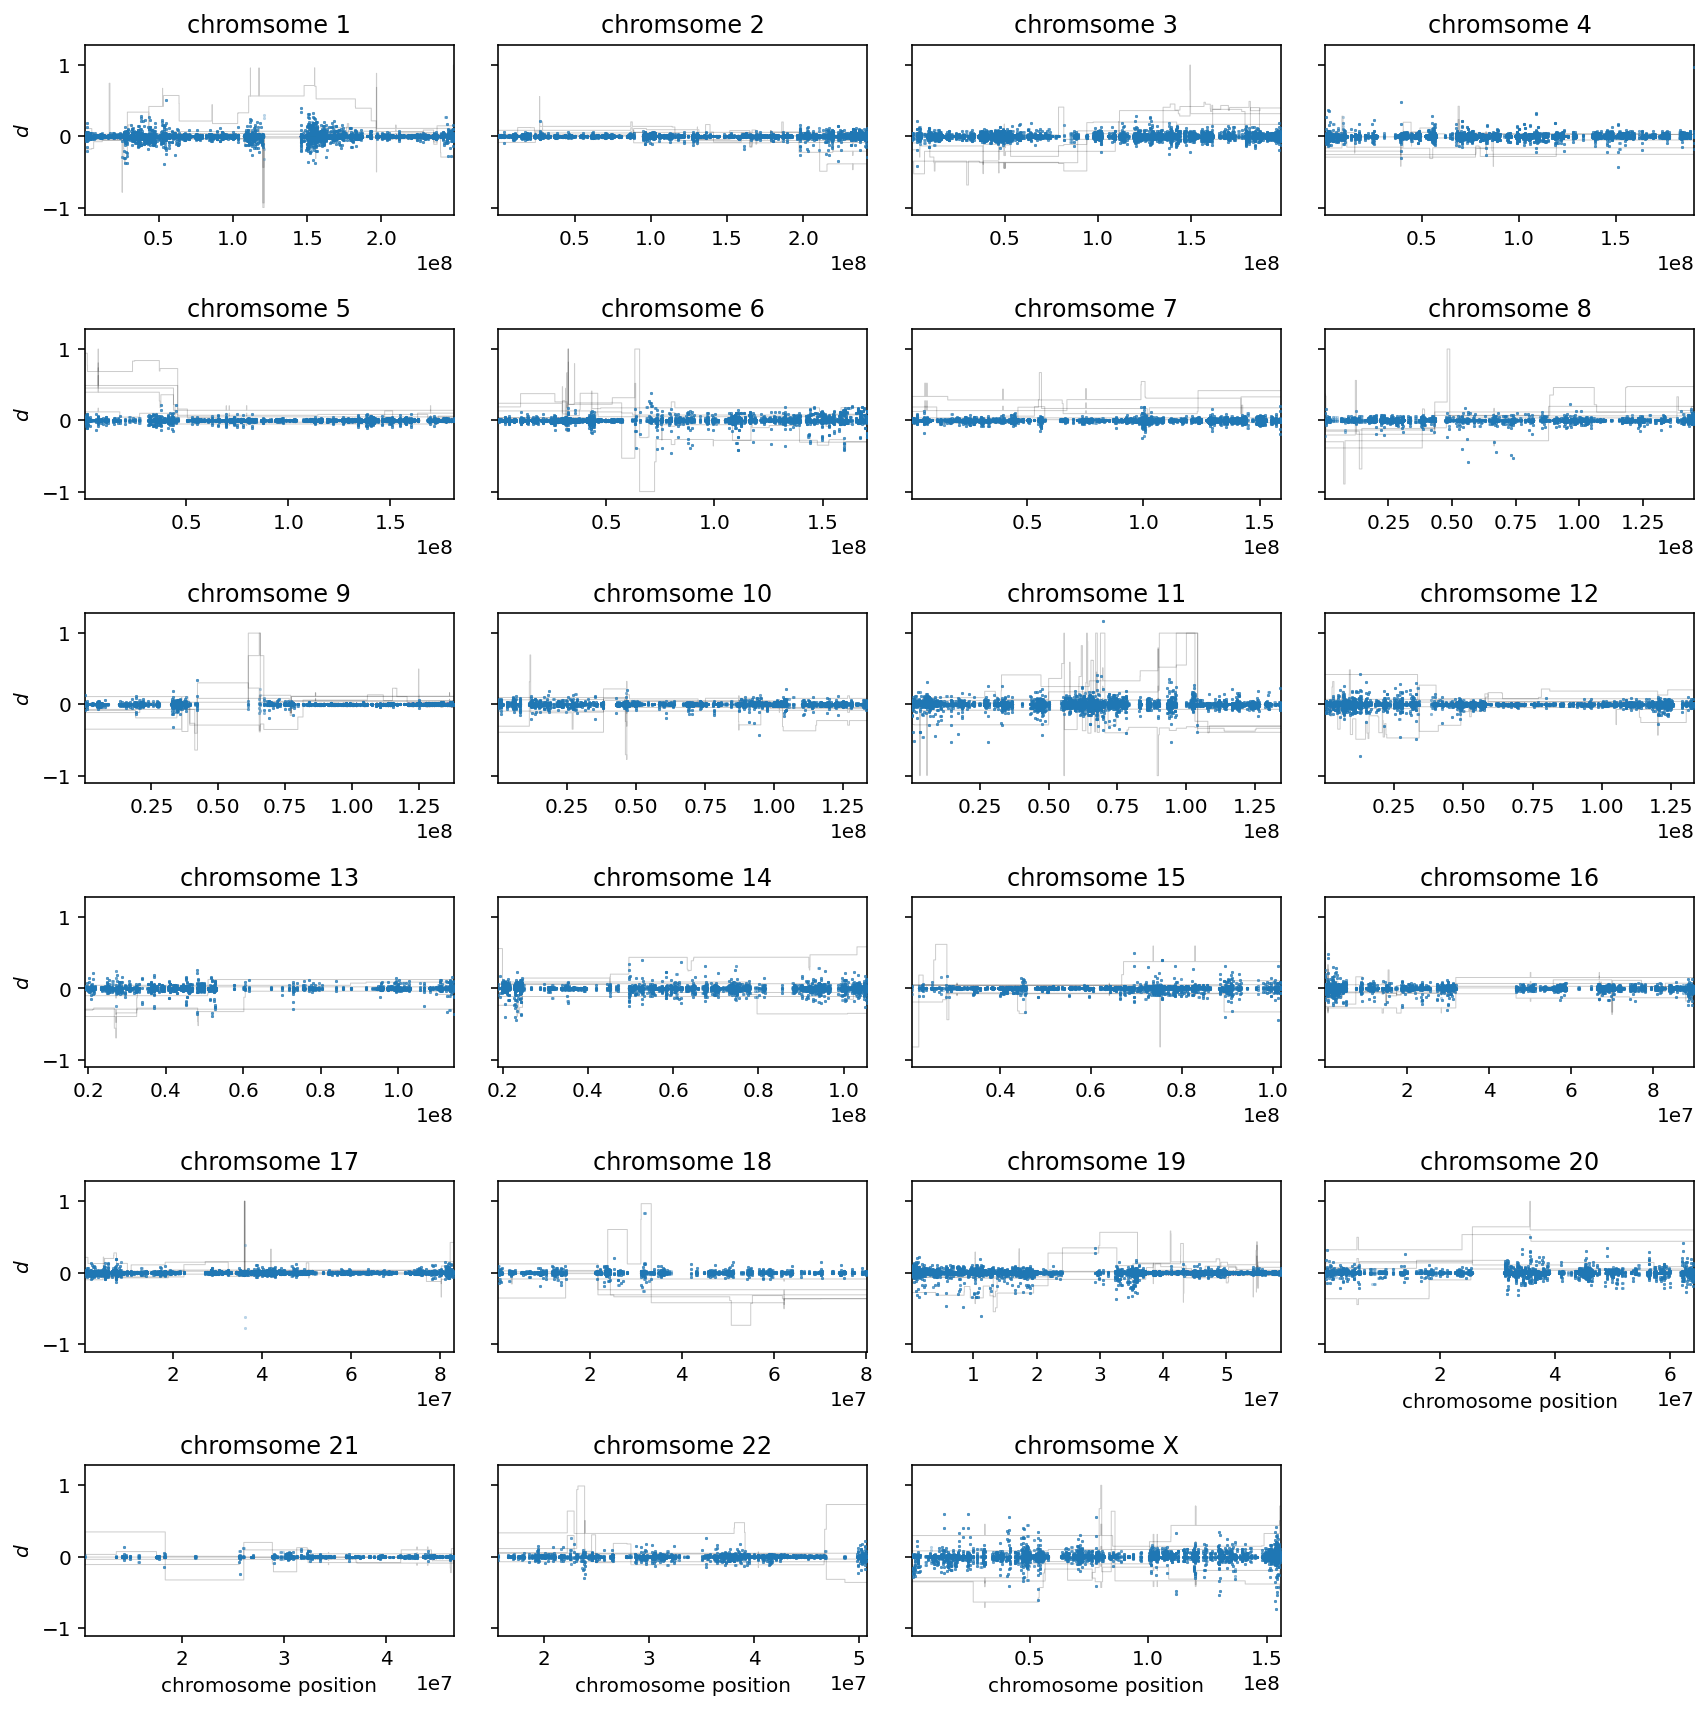 chromsome 1
chromsome 2
chromsome 3
chromsome 4
d
1
0
−1
0.5 1.0 1.5 2.0
1e8
0.5 1.0 1.5 2.0
1e8
0.5 1.0 1.5
1e8
0.5 1.0 1.5
1e8
chromsome 5
chromsome 6
chromsome 7
chromsome 8
d
1
0
−1
0.5 1.0 1.5
1e8
0.5 1.0 1.5
1e8
0.5 1.0 1.5
1e8
0.25 0.50 0.75 1.00 1.25
1e8
chromsome 9
chromsome 10
chromsome 11
chromsome 12
d
1
0
−1
0.25 0.50 0.75 1.00 1.25
1e8
0.25 0.50 0.75 1.00 1.25
1e8
0.25 0.50 0.75 1.00 1.25
1e8
0.25 0.50 0.75 1.00 1.25
1e8
chromsome 13
chromsome 14
chromsome 15
chromsome 16
d
1
0
−1
0.2 0.4 0.6 0.8 1.0
1e8
0.2 0.4 0.6 0.8 1.0
1e8
0.4 0.6 0.8 1.0
1e8
2 4 6 8
1e7
chromsome 17
chromsome 18
chromsome 19
chromsome 20
d
1
0
−1
2 4 6 8
1e7
2 4 6 8
1e7
1 2 3 4 5
1e7
2 4 6
chromosome position
1e7
chromsome 21
chromsome 22
chromsome X
d
1
0
−1
2 3 4
chromosome position
1e7
2 3 4 5
chromosome position
1e7
0.5 1.0 1.5
chromosome position
1e8